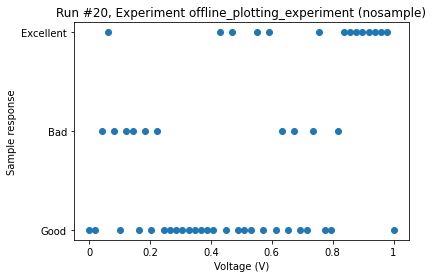 Run #20, Experiment offline_plotting_experiment (nosample)
Excellent
Bad
Good
Sample response
0 0.2 0.4 0.6 0.8 1
Voltage (V)